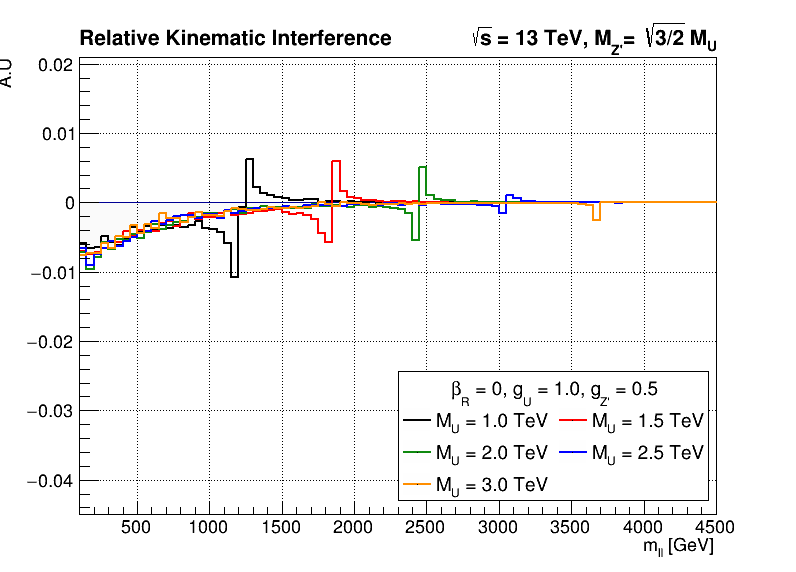 Relative Kinematic Interference
√s = 13 TeV, M_Z'= √3/2 M_U
A.U
0.02
0.01
0
−0.01
−0.02
−0.03
−0.04
β_R = 0, g_U = 1.0, g_Z' = 0.5
M_U = 1.0 TeV M_U = 1.5 TeV
M_U = 2.0 TeV M_U = 2.5 TeV
M_U = 3.0 TeV
500 1000 1500 2000 2500 3000 3500 4000 4500
m_ll [GeV]